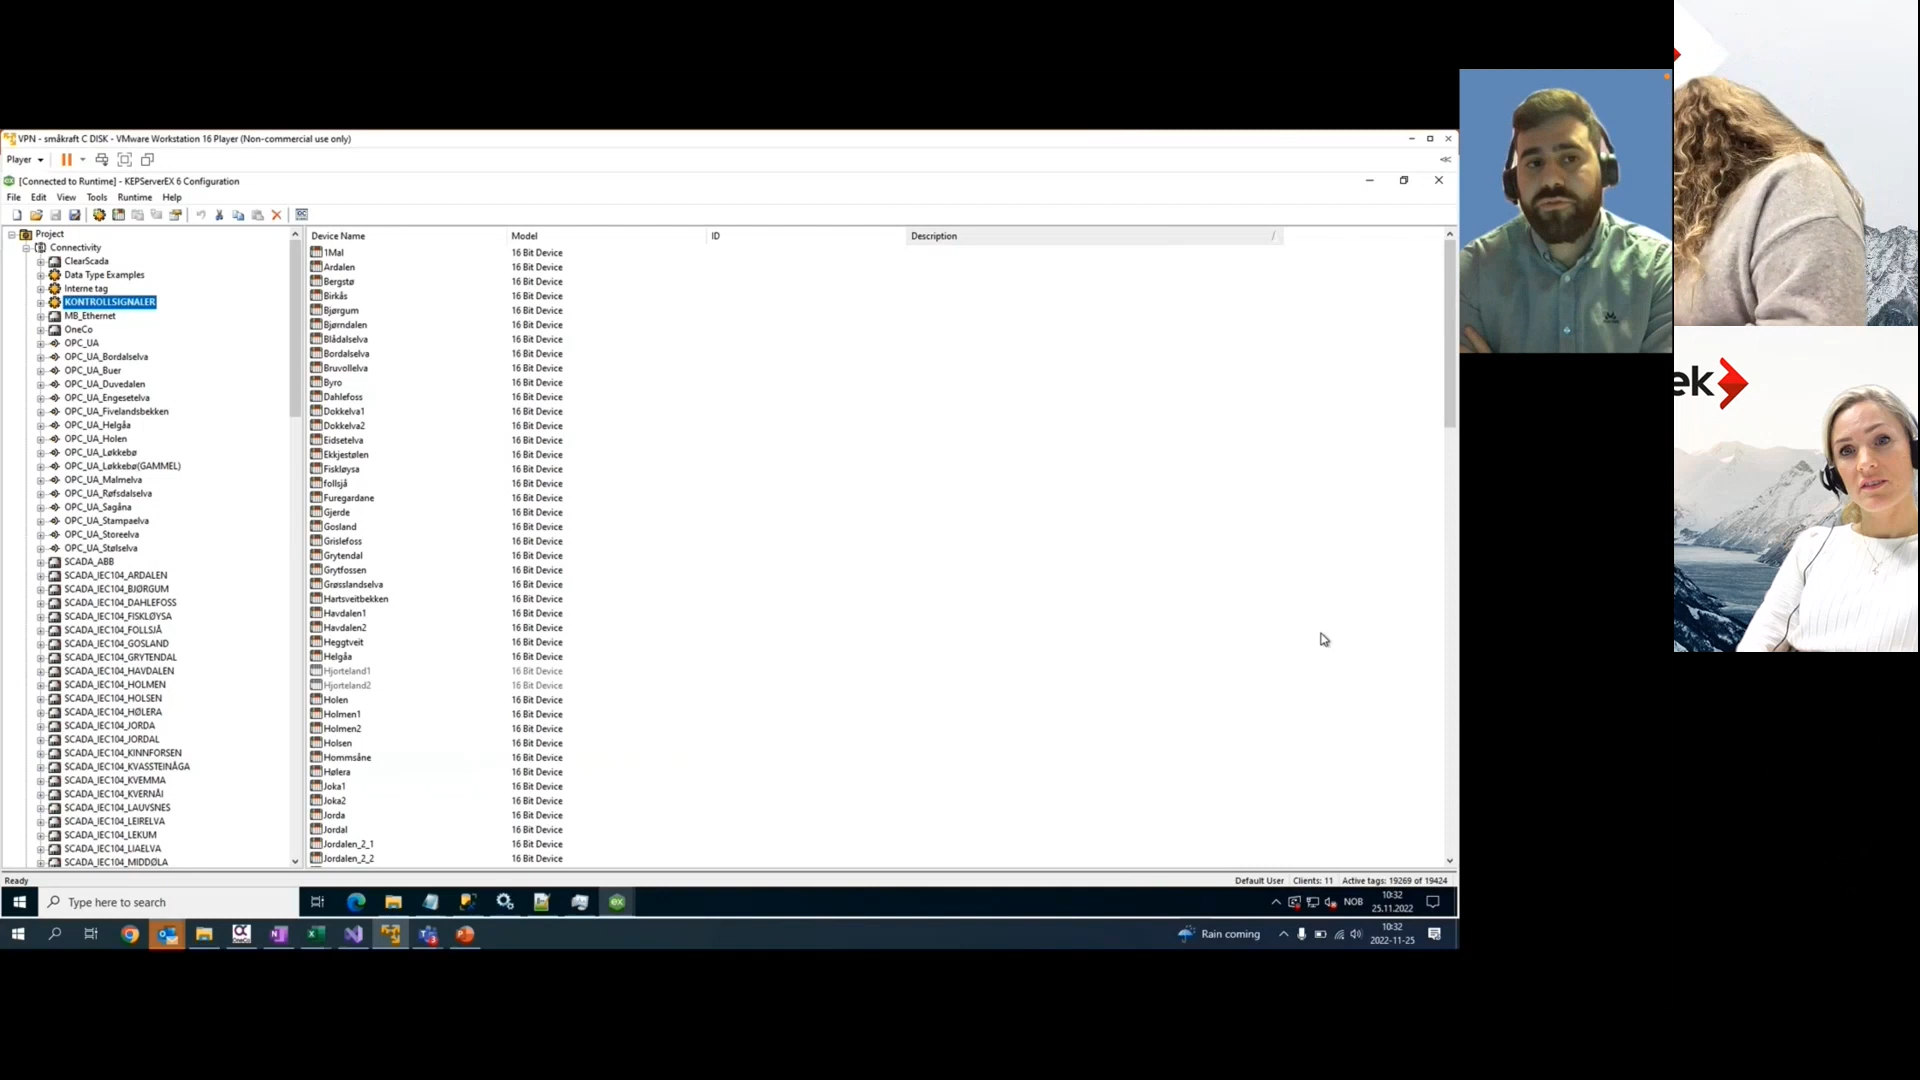 VPN - småkraft C DISK - VMware Workstation 16 Player (Non-commercial use only)
Player
[Connected to Runtime] - KEPServerEX 6 Configuration
File Edit View Tools Runtime Help
Project
Connectivity
ClearScada
Data Type Examples
Interne tag
KONTROLLSIGNALER
MB_Ethernet
OneCo
OPC_UA
OPC_UA_Bordalselva
OPC_UA_Buer
OPC_UA_Duvedalen
OPC_UA_Engesetelva
OPC_UA_Fivelandsbekken
OPC_UA_Helgåa
OPC_UA_Holen
OPC_UA_Løkkebø
OPC_UA_Løkkebø(GAMMEL)
OPC_UA_Malmelva
OPC_UA_Røfsdalselva
OPC_UA_Sagåna
OPC_UA_Stampaelva
OPC_UA_Storeelva
OPC_UA_Stølselva
SCADA_ABB
SCADA_IEC104_ARDALEN
SCADA_IEC104_BJØRGUM
SCADA_IEC104_DAHLEFOSS
SCADA_IEC104_FISKLØYSA
SCADA_IEC104_FOLLSJÅ
SCADA_IEC104_GOSLAND
SCADA_IEC104_GRYTENDAL
SCADA_IEC104_HAVDALEN
SCADA_IEC104_HOLMEN
SCADA_IEC104_HOLSEN
SCADA_IEC104_HØLERA
SCADA_IEC104_JORDA
SCADA_IEC104_JORDAL
SCADA_IEC104_KINNFORSEN
SCADA_IEC104_KVASSTEINÅGA
SCADA_IEC104_KVEMMA
SCADA_IEC104_KVERNÅI
SCADA_IEC104_LAUVSNES
SCADA_IEC104_LEIRELVA
SCADA_IEC104_LEKUM
SCADA_IEC104_LIAELVA
SCADA_IEC104_MIDDØLA
Device Name Model ID Description
1Mal 16 Bit Device
Ardalen 16 Bit Device
Bergstø 16 Bit Device
Birkås 16 Bit Device
Bjørgum 16 Bit Device
Bjørndalen 16 Bit Device
Blådalselva 16 Bit Device
Bordalselva 16 Bit Device
Bruvollelva 16 Bit Device
Byro 16 Bit Device
Dahlefoss 16 Bit Device
Dokkelva1 16 Bit Device
Dokkelva2 16 Bit Device
Eidsetelva 16 Bit Device
Ekkjestølen 16 Bit Device
Fiskløysa 16 Bit Device
follsjå 16 Bit Device
Furegardane 16 Bit Device
Gjerde 16 Bit Device
Gosland 16 Bit Device
Grislefoss 16 Bit Device
Grytendal 16 Bit Device
Grytfossen 16 Bit Device
Grøsslandselva 16 Bit Device
Hartsveitbekken 16 Bit Device
Havdalen1 16 Bit Device
Havdalen2 16 Bit Device
Heggtveit 16 Bit Device
Helgåa 16 Bit Device
Hjorteland1 16 Bit Device
Hjorteland2 16 Bit Device
Holen 16 Bit Device
Holmen1 16 Bit Device
Holmen2 16 Bit Device
Holsen 16 Bit Device
Hommsåne 16 Bit Device
Hølera 16 Bit Device
Joka1 16 Bit Device
Joka2 16 Bit Device
Jorda 16 Bit Device
Jordal 16 Bit Device
Jordalen_2_1 16 Bit Device
Jordalen_2_2 16 Bit Device
Ready Default User Clients: 11 Active tags: 19269 of 19424
Type here to search NOB 10:32
25.11.2022
Rain coming 10:32
2022-11-25
ek